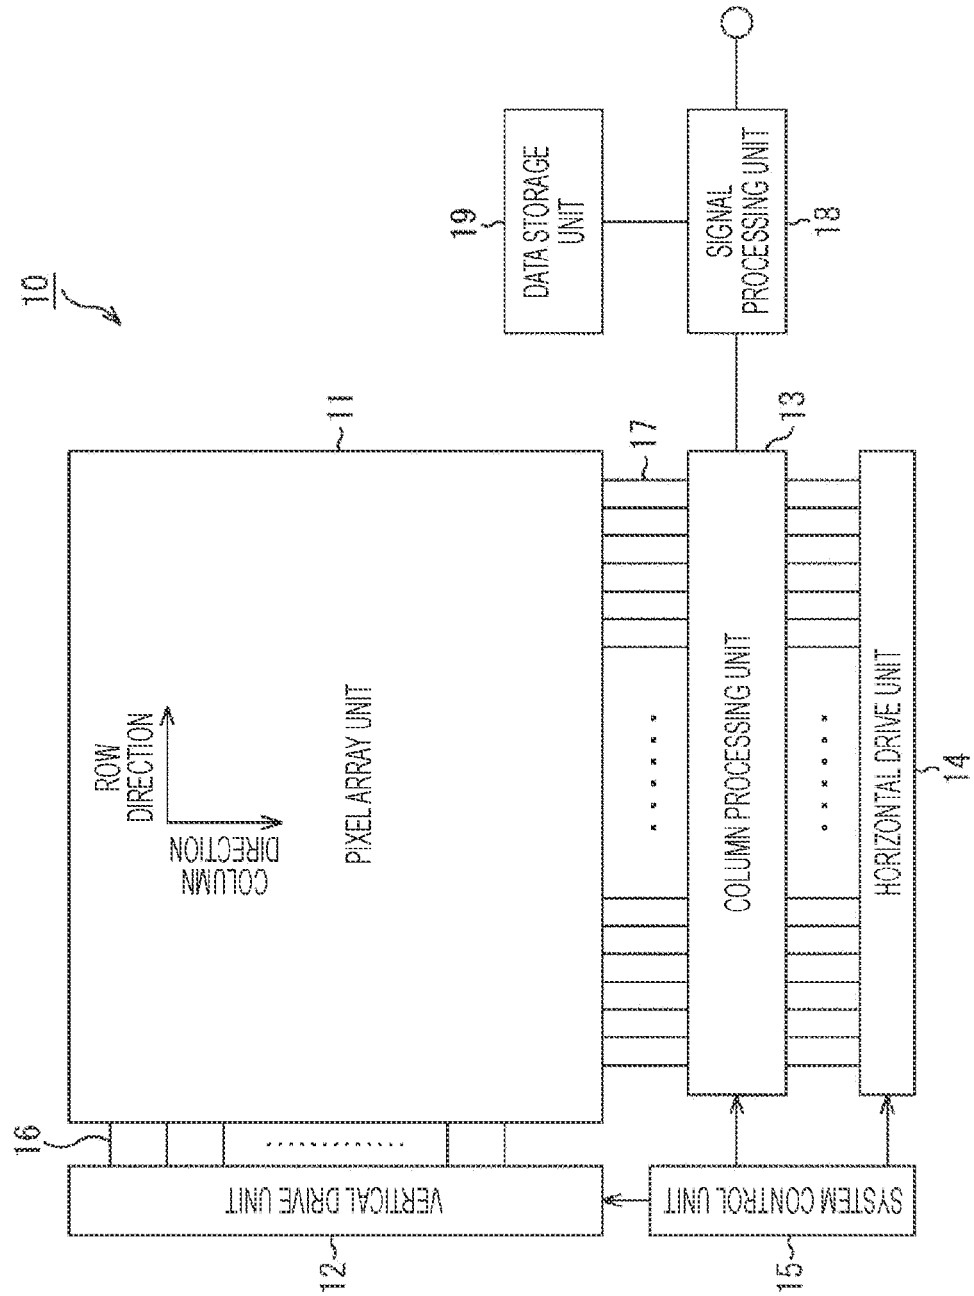 10
11
ROW
DIRECTION
COLUMN
DIRECTION
PIXEL ARRAY UNIT
16
VERTICAL DRIVE UNIT
12
17
19
DATA STORAGE
UNIT
SIGNAL
PROCESSING UNIT
18
13
COLUMN PROCESSING UNIT
HORIZONTAL DRIVE UNIT
14
SYSTEM CONTROL UNIT
15